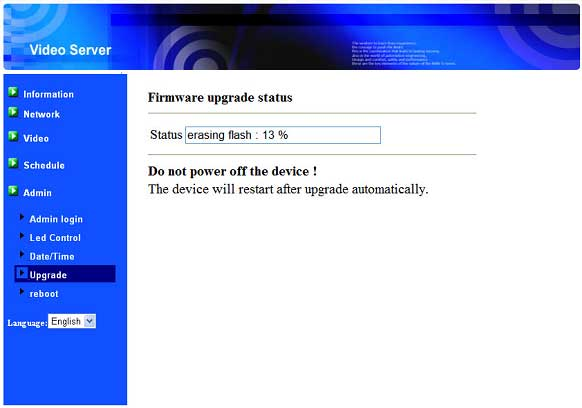 Video Server
Information
Network
Video
Schedule
Admin
Admin login
Led Control
Date/Time
Upgrade
reboot
Language: English
Firmware upgrade status
Status erasing flash : 13 %
Do not power off the device !
The device will restart after upgrade automatically.